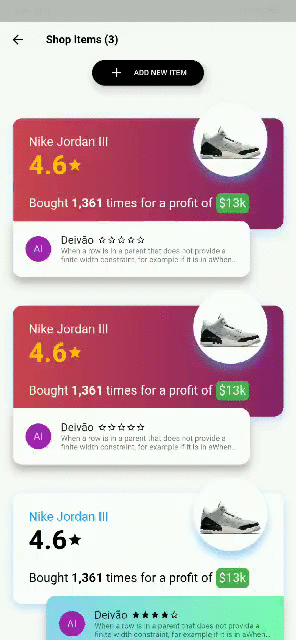 Shop Items (3)
ADD NEW ITEM
Nike Jordan III
4.6
Bought 1,361 times for a profit of $13k
AI Deivão
When a row is in a parent that does not provide a
finite width constraint, for example if it is in aWhen...
Nike Jordan III
4.6
Bought 1,361 times for a profit of $13k
AI Deivão
When a row is in a parent that does not provide a
finite width constraint, for example if it is in aWhen...
Nike Jordan III
4.6
Bought 1,361 times for a profit of $13k
AI Deivão
When a row is in a parent that does not provide a
finite width constraint, for example if it is in aWhen...